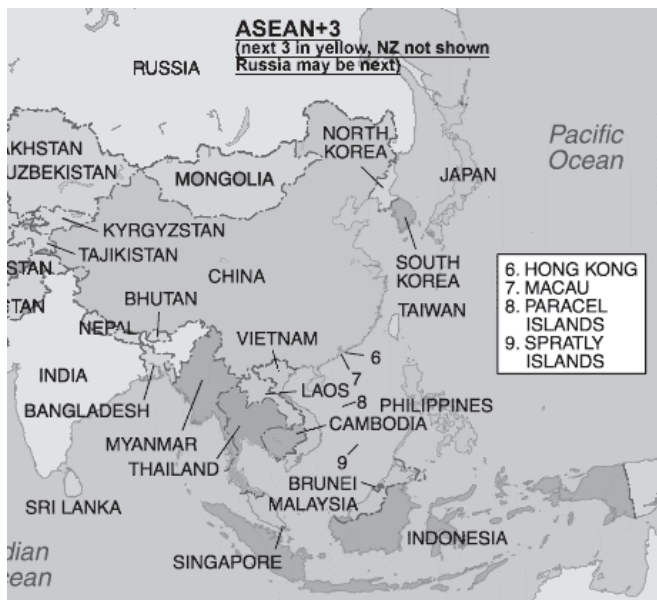 ASEAN+3
(next 3 in yellow, NZ not shown
Russia may be next)
RUSSIA
NORTH
KOREA
Pacific
Ocean
AKHSTAN
UZBEKISTAN
MONGOLIA
JAPAN
KYRGYZSTAN
TAJIKISTAN
STAN
CHINA
SOUTH
KOREA
6. HONG KONG
7. MACAU
8. PARACEL
ISLANDS
9. SPRATLY
ISLANDS
TAN
BHUTAN
TAIWAN
NEPAL
VIETNAM
6
INDIA
7
LAOS
8
PHILIPPINES
BANGLADESH
CAMBODIA
MYANMAR
THAILAND
9
BRUNEI
SRI LANKA
MALAYSIA
INDONESIA
dian
cean
SINGAPORE